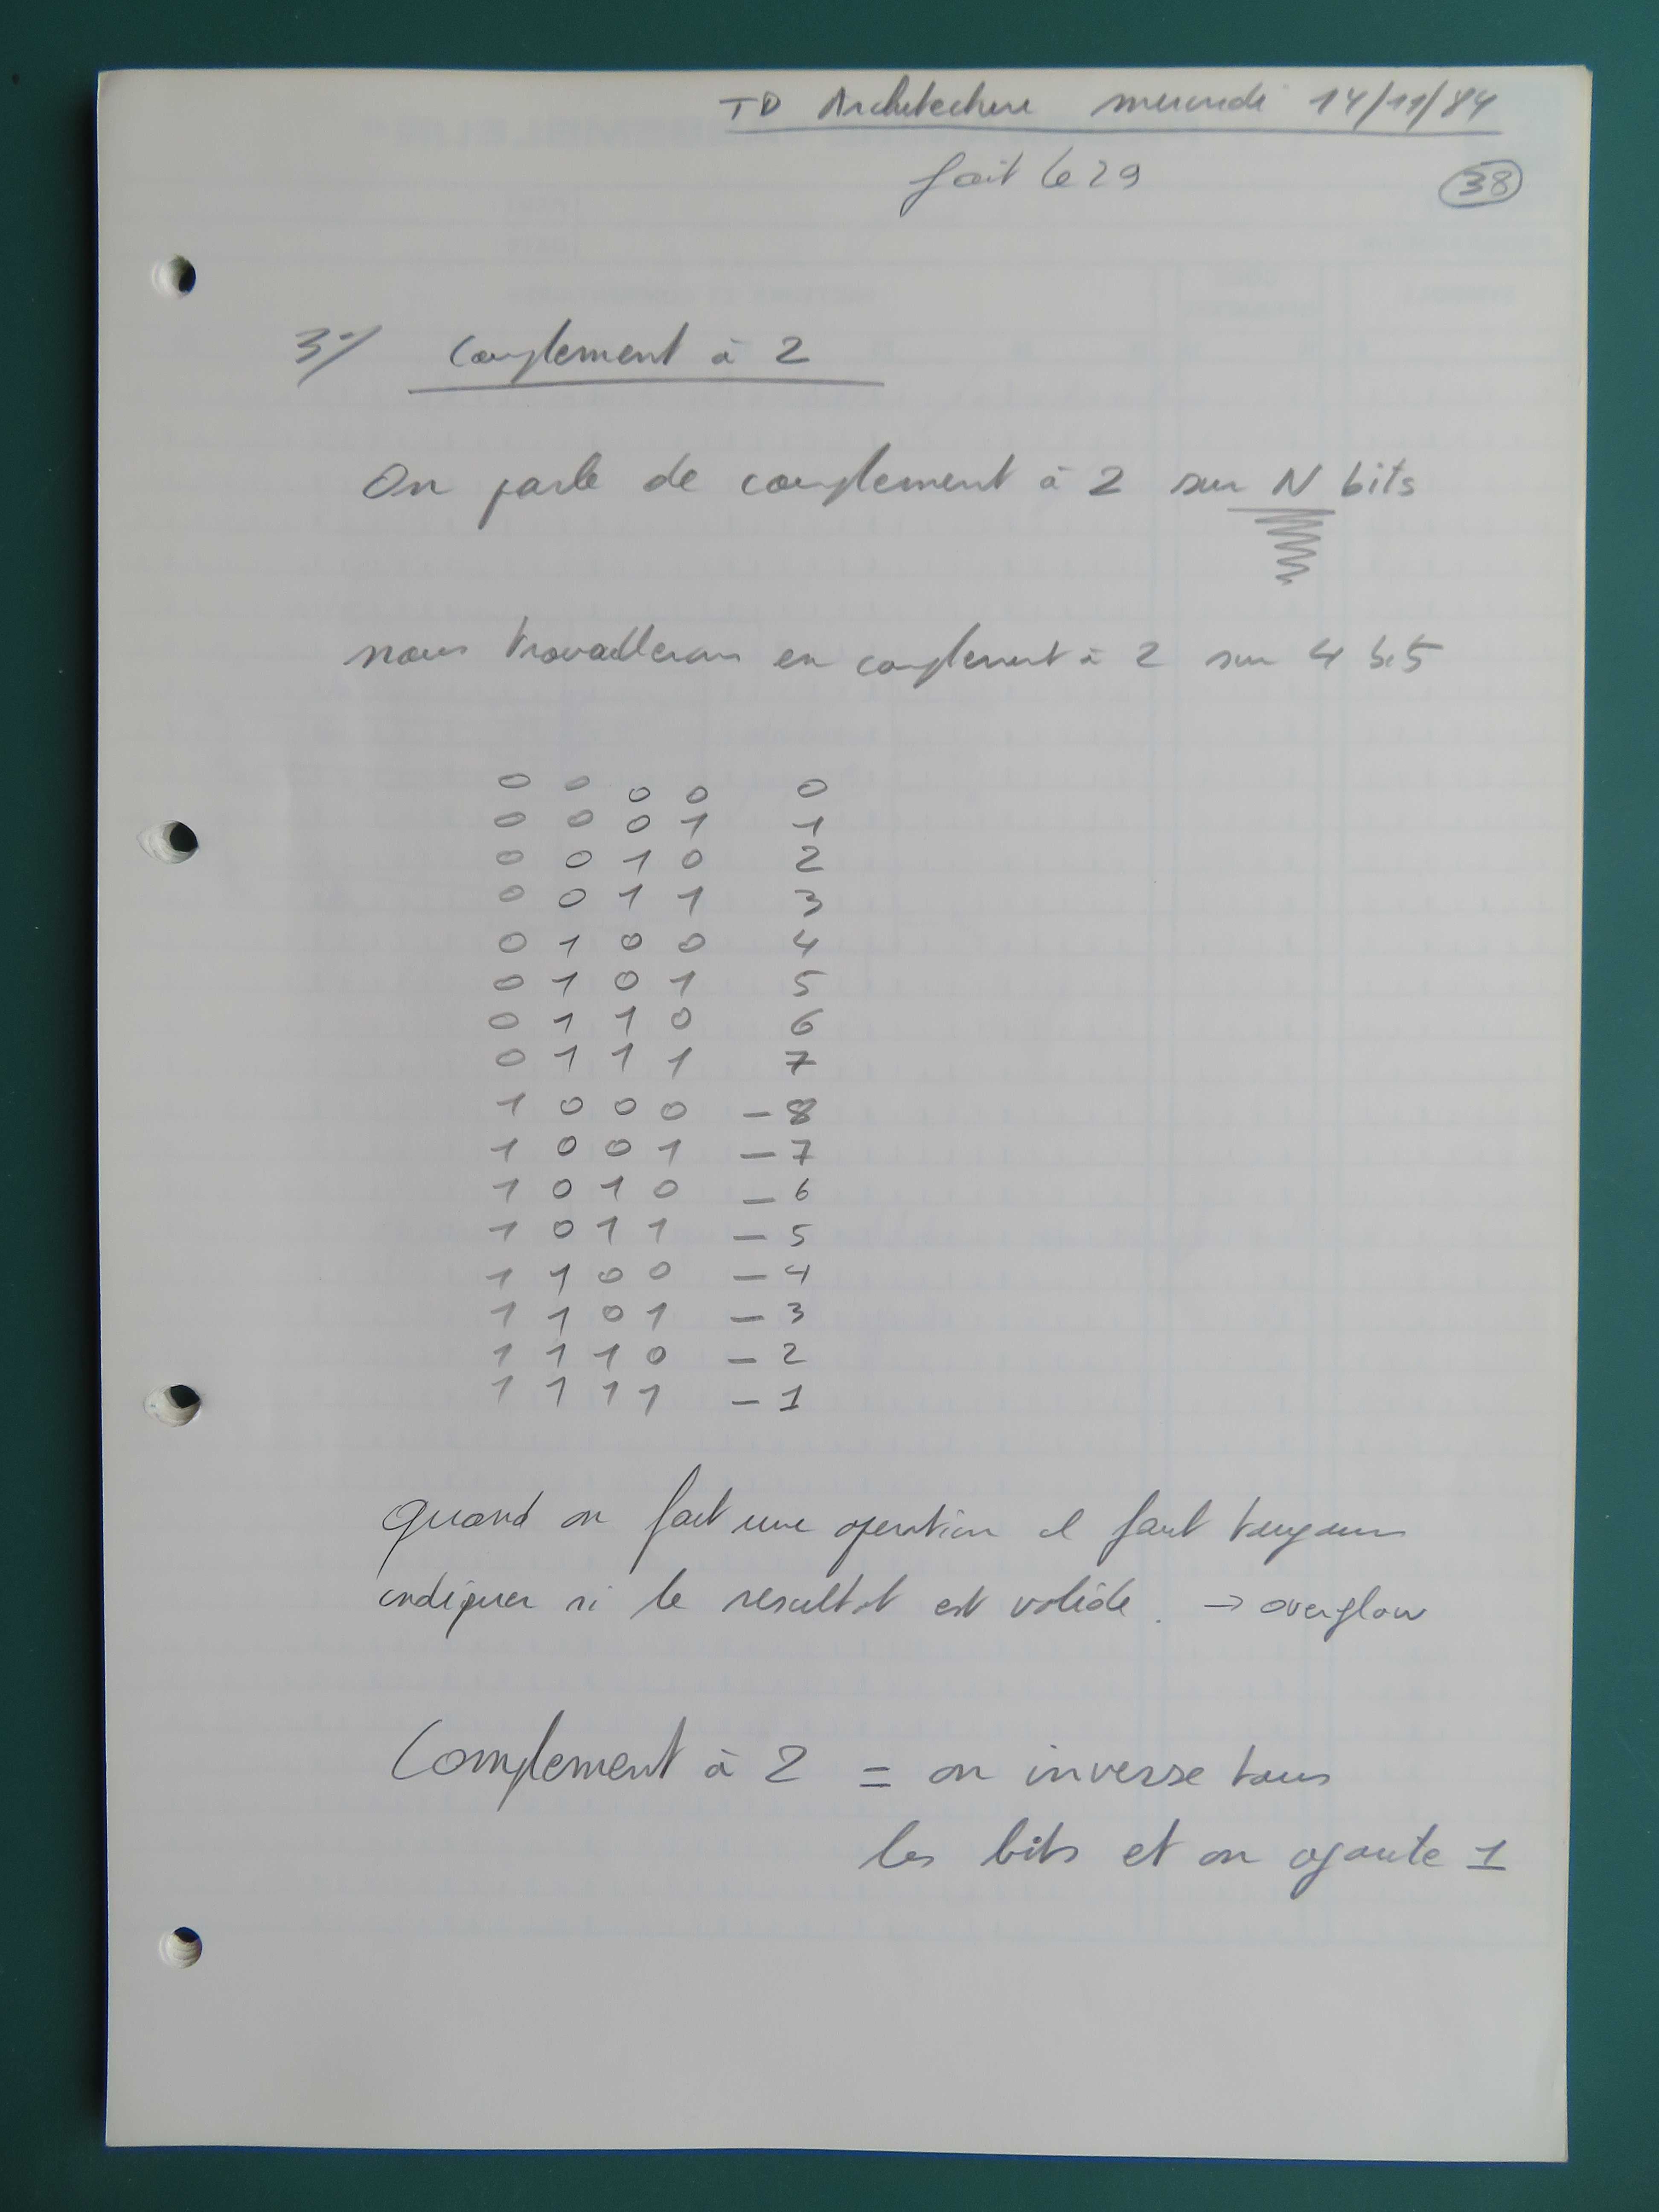 TD Architecture mercredi 14/11/84
fait le 29
38
3°/ Complement à 2
On parle de complement à 2 sur N bits
nous travaillerons en complement à 2 sur 4 bits
0 0 0 0 0
0 0 0 1 1
0 0 1 0 2
0 0 1 1 3
0 1 0 0 4
0 1 0 1 5
0 1 1 0 6
0 1 1 1 7
1 0 0 0 -8
1 0 0 1 -7
1 0 1 0 -6
1 0 1 1 -5
1 1 0 0 -4
1 1 0 1 -3
1 1 1 0 -2
1 1 1 1 -1
quand on fait une operation il faut toujours
indiquer si le resultat est valide. → overflow
Complement à 2 = on inverse tous
les bits et on ajoute 1